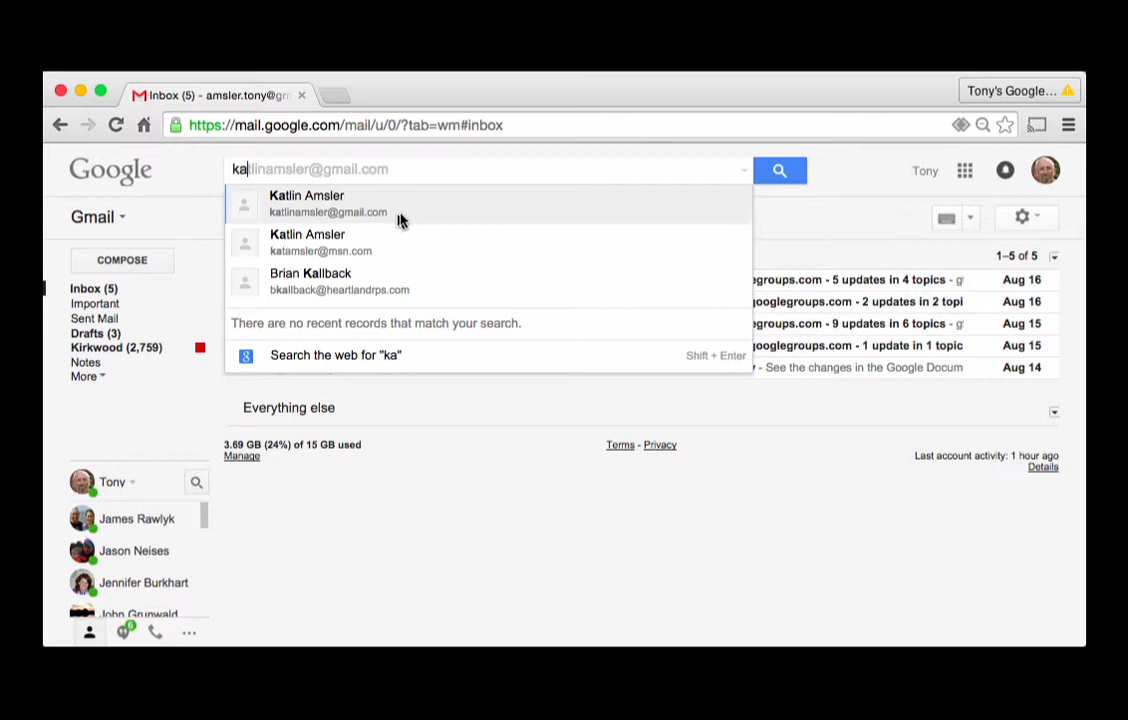 Inbox (5) - amsler.tony@gm
Tony's Google...
https://mail.google.com/mail/u/0/?tab=wm#inbox
Google
katlinamsler@gmail.com
Tony
Katlin Amsler
katlinamsler@gmail.com
Gmail
Katlin Amsler
katamsler@msn.com
COMPOSE
1–5 of 5
Brian Kallback
bkallback@heartlandrps.com
egroups.com - 5 updates in 4 topics - g Aug 16
Inbox (5)
Important
ooglegroups.com - 2 updates in 2 topi Aug 16
Sent Mail
There are no recent records that match your search.
egroups.com - 9 updates in 6 topics - g Aug 15
Drafts (3)
Kirkwood (2,759)
ooglegroups.com - 1 update in 1 topic Aug 15
Search the web for "ka" Shift + Enter
Notes
- See the changes in the Google Docum Aug 14
More
Everything else
3.69 GB (24%) of 15 GB used
Manage
Terms - Privacy
Last account activity: 1 hour ago
Details
Tony
James Rawlyk
Jason Neises
Jennifer Burkhart
John Grunwald
6